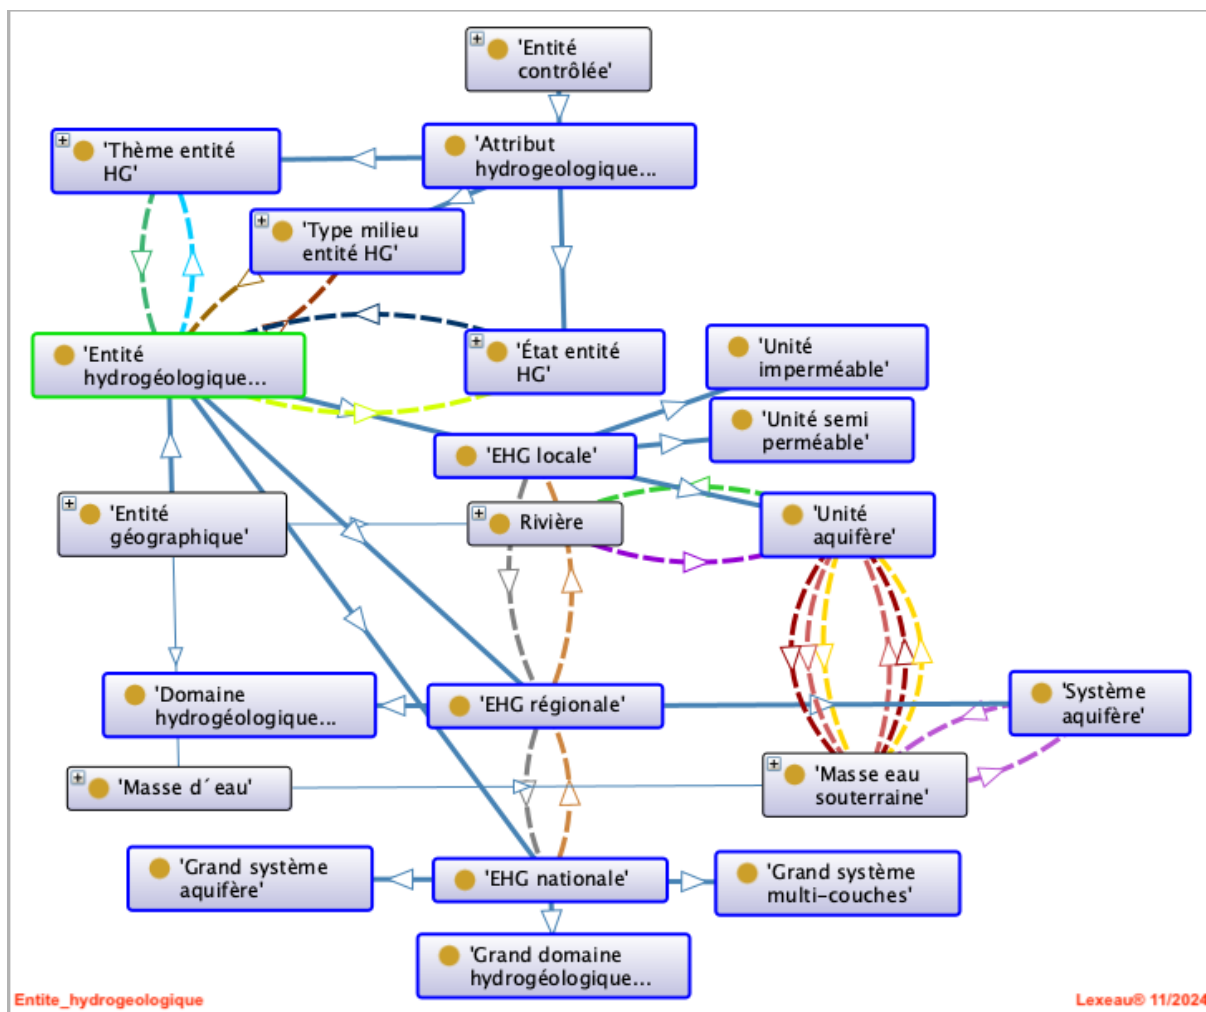 'Entité
contrôlée'
'Thème entité
HG'
'Attribut
hydrogeologique...
'Type milieu
entité HG'
'Entité
hydrogéologique...
'État entité
HG'
'Unité
imperméable'
'Unité semi
perméable'
'EHG locale'
'Entité
géographique'
Rivière
'Unité
aquifère'
'Domaine
hydrogéologique...
'EHG régionale'
'Système
aquifère'
'Masse d´eau'
'Masse eau
souterraine'
'Grand système
aquifère'
'EHG nationale'
'Grand système
multi-couches'
'Grand domaine
hydrogéologique...
Entite_hydrogeologique
Lexeau® 11/2024